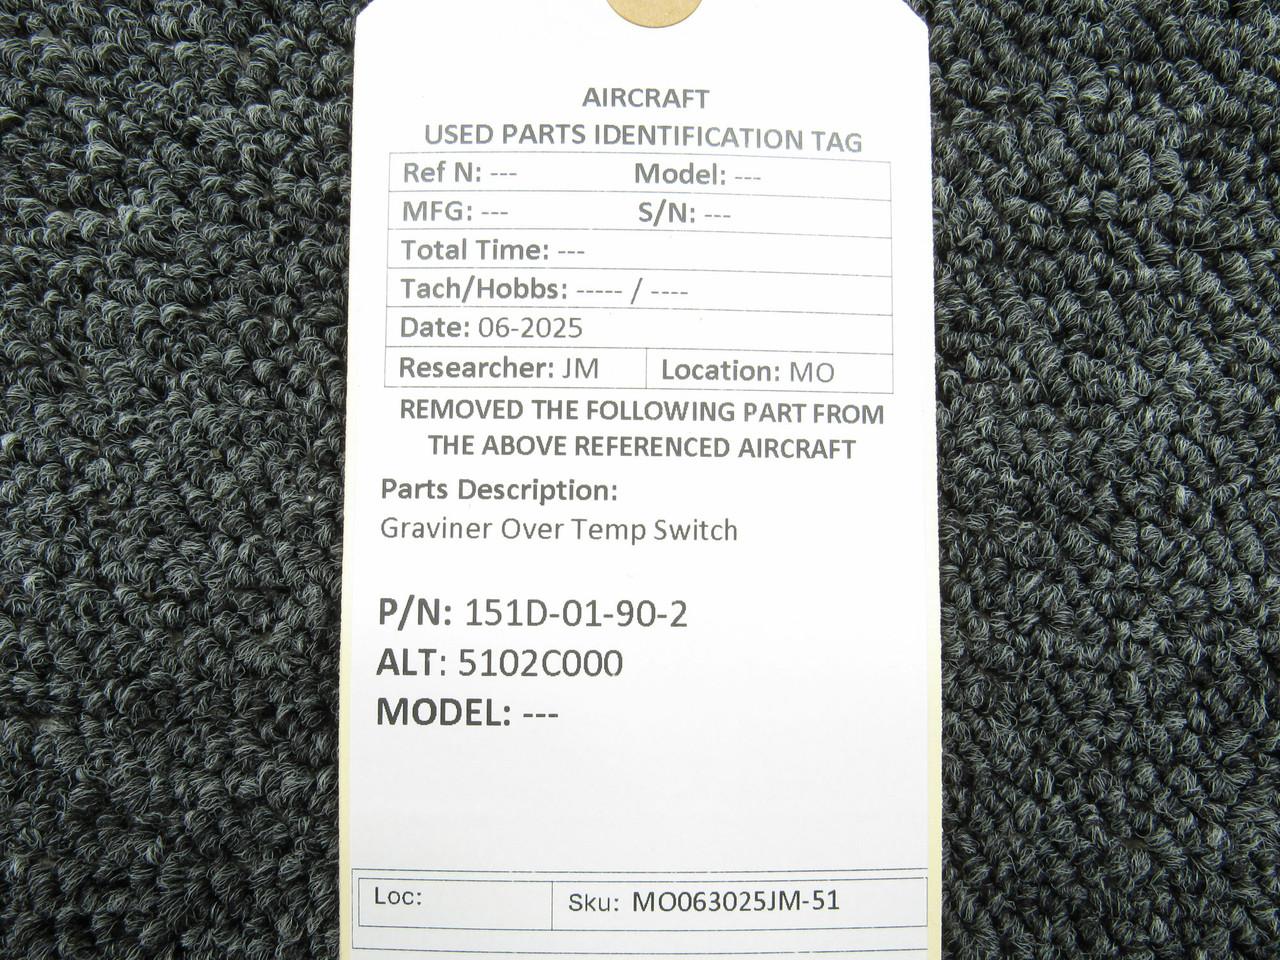 AIRCRAFT
USED PARTS IDENTIFICATION TAG
Ref N: --- Model: ---
MFG: --- S/N: ---
Total Time: ---
Tach/Hobbs: ----- / ----
Date: 06-2025
Researcher: JM Location: MO
REMOVED THE FOLLOWING PART FROM
THE ABOVE REFERENCED AIRCRAFT
Parts Description:
Graviner Over Temp Switch
P/N: 151D-01-90-2
ALT: 5102C000
MODEL: ---
Loc: Sku: MO063025JM-51